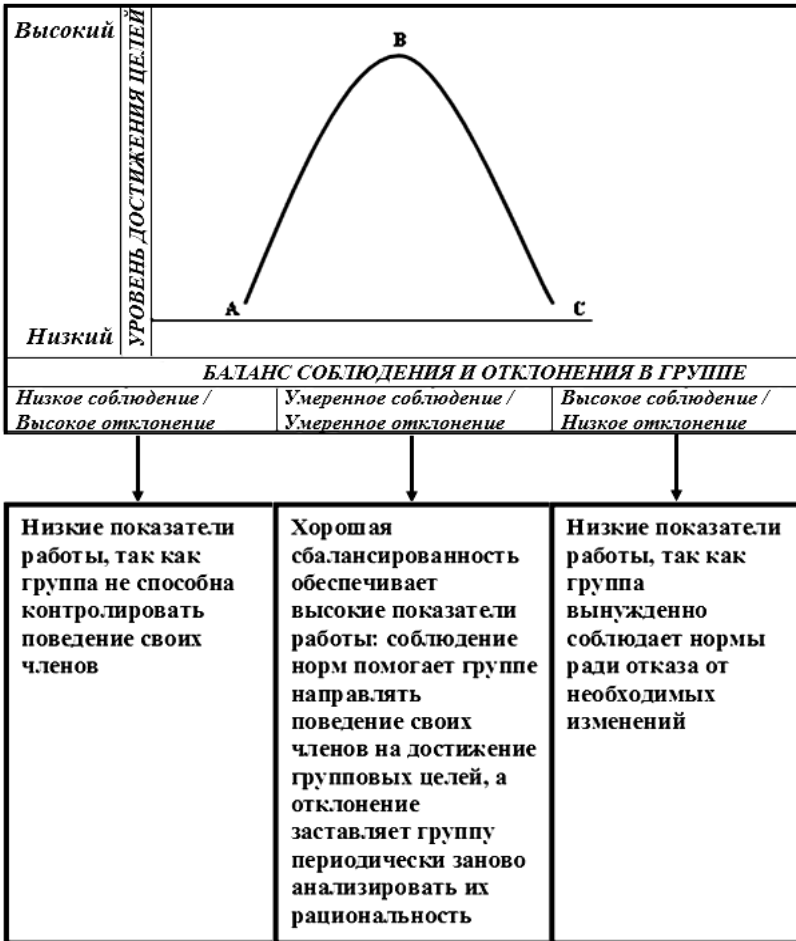 Высокий
УРОВЕНЬ ДОСТИЖЕНИЯ ЦЕЛЕЙ
B
A
C
Низкий
БАЛАНС СОБЛЮДЕНИЯ И ОТКЛОНЕНИЯ В ГРУППЕ
Низкое соблюдение /
Высокое отклонение
Умеренное соблюдение /
Умеренное отклонение
Высокое соблюдение /
Низкое отклонение
Низкие показатели
работы, так как
группа не способна
контролировать
поведение своих
членов
Хорошая
сбалансированность
обеспечивает
высокие показатели
работы: соблюдение
норм помогает группе
направлять
поведение своих
членов на достижение
групповых целей, а
отклонение
заставляет группу
периодически заново
анализировать их
рациональность
Низкие показатели
работы, так как
группа
вынужденно
соблюдает нормы
ради отказа от
необходимых
изменений